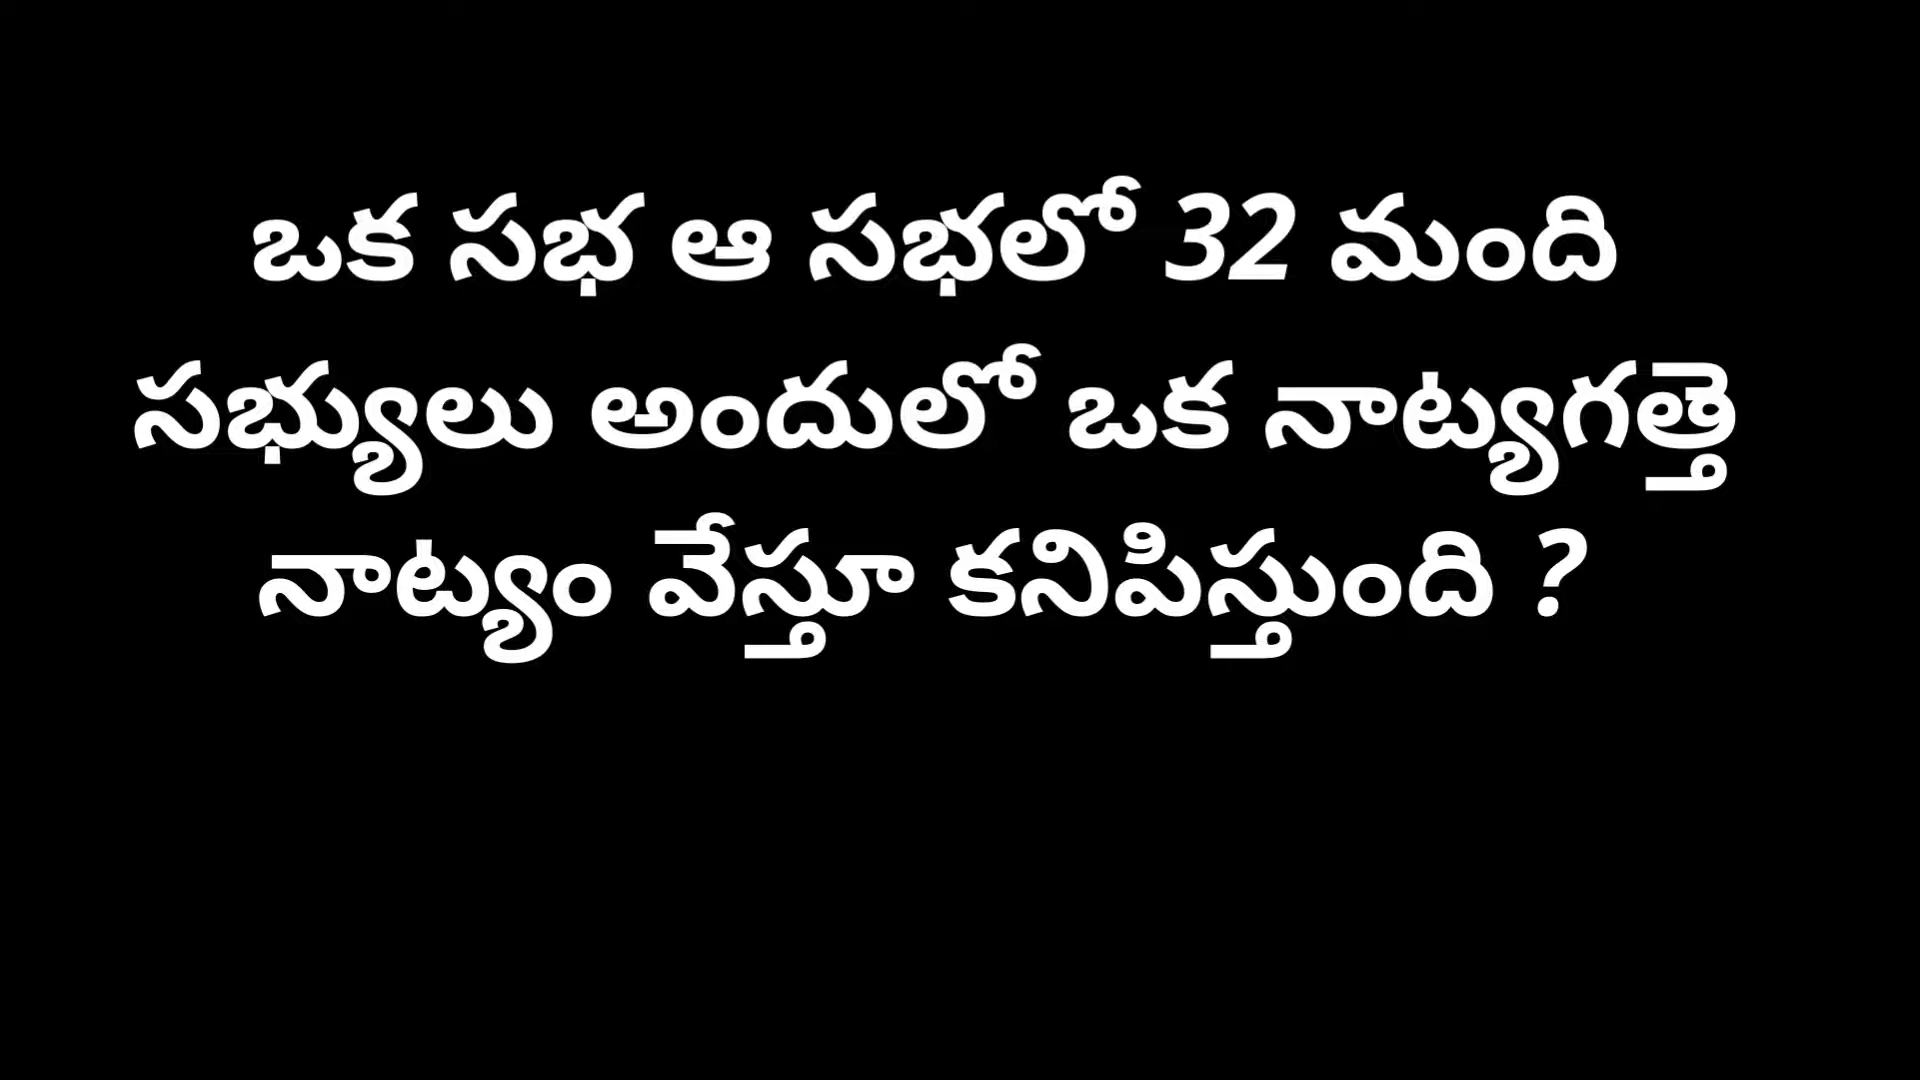 ఒక సభ ఆ సభలో 32 మంది
సభ్యులు అందులో ఒక నాట్యగత్తె
నాట్యం వేస్తూ కనిపిస్తుంది ?